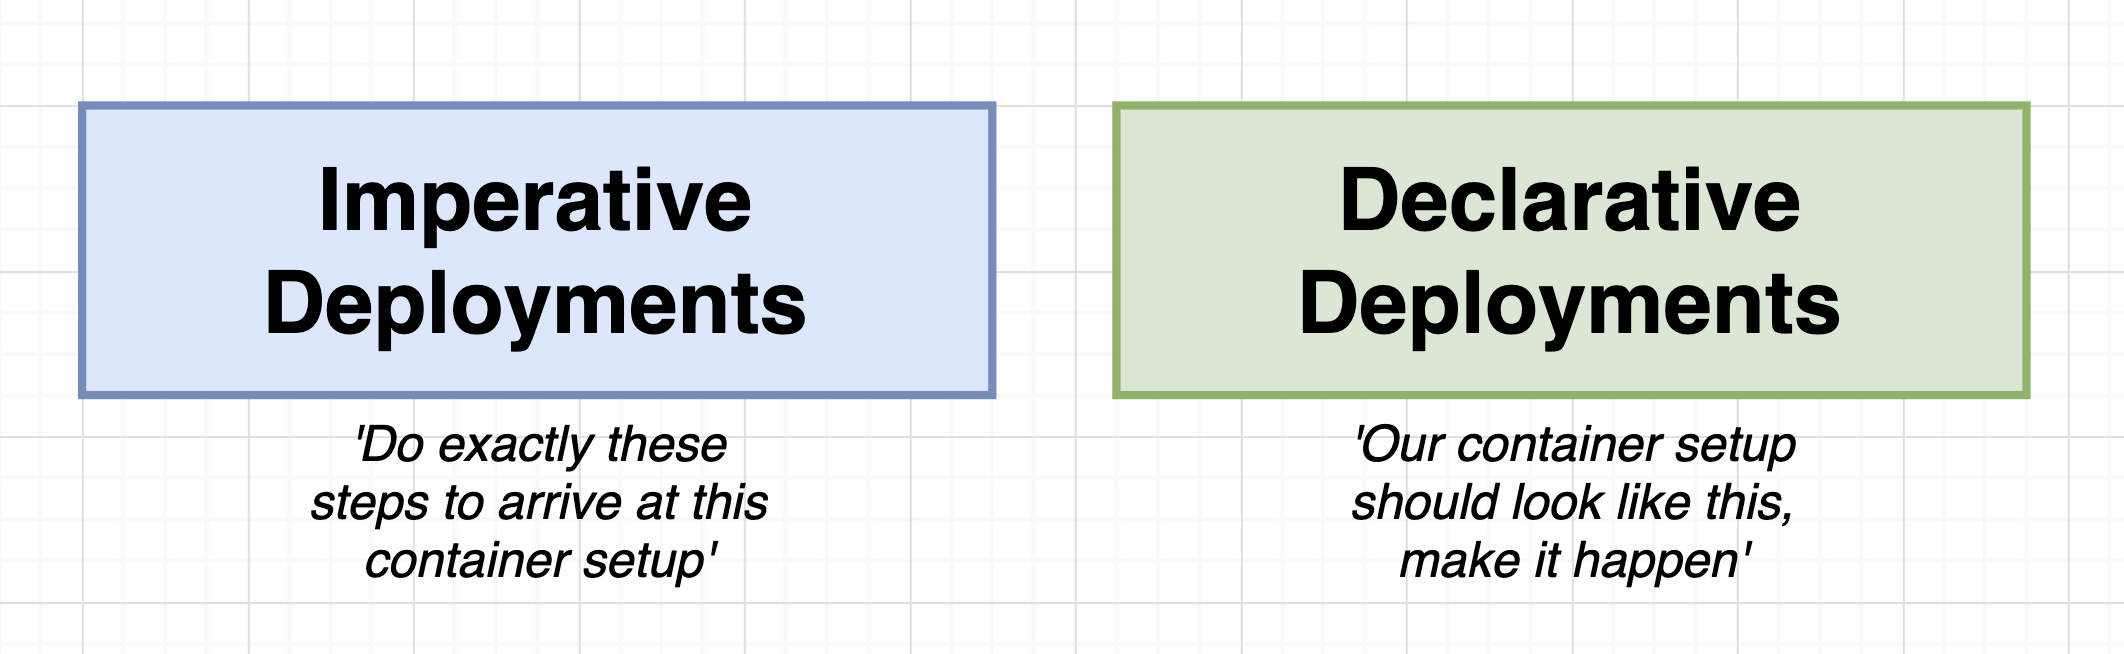 Imperative
Deployments
'Do exactly these
steps to arrive at this
container setup'
Declarative
Deployments
'Our container setup
should look like this,
make it happen'